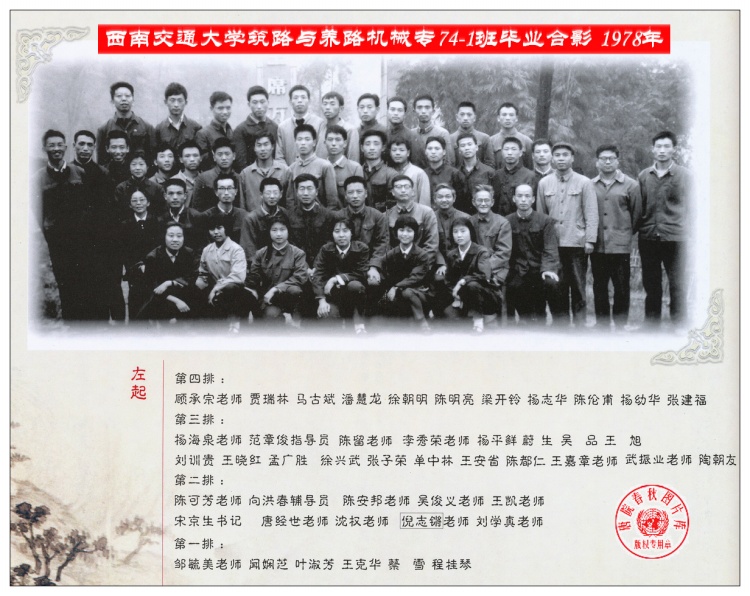 西南交通大学筑路与养路机械专74-1班毕业合影 1978年
左起
第四排：
顾承宗老师 贾瑞林 马古斌 潘慧龙 徐朝明 陈明亮 梁开铃 杨志华 陈伦甫 杨幼华 张建福
第三排：
杨海泉老师 范章俊指导员 陈留老师 李秀荣老师 杨平鲜 蔚 生 吴 品 王 旭
刘训贵 王晓红 孟广胜 徐兴武 张子荣 单中林 王安省 陈郝仁 王嘉章老师 武振业老师 陶朝友
第二排：
陈可芳老师 向洪春辅导员 陈安邦老师 吴俊义老师 王凯老师
宋京生书记 唐经世老师 沈权老师 倪志锵老师 刘学真老师
第一排：
邹毓美老师 闻娴芝 叶淑芳 王克华 蔡 雪 程桂琴
唐院春秋图片库
版权专用章